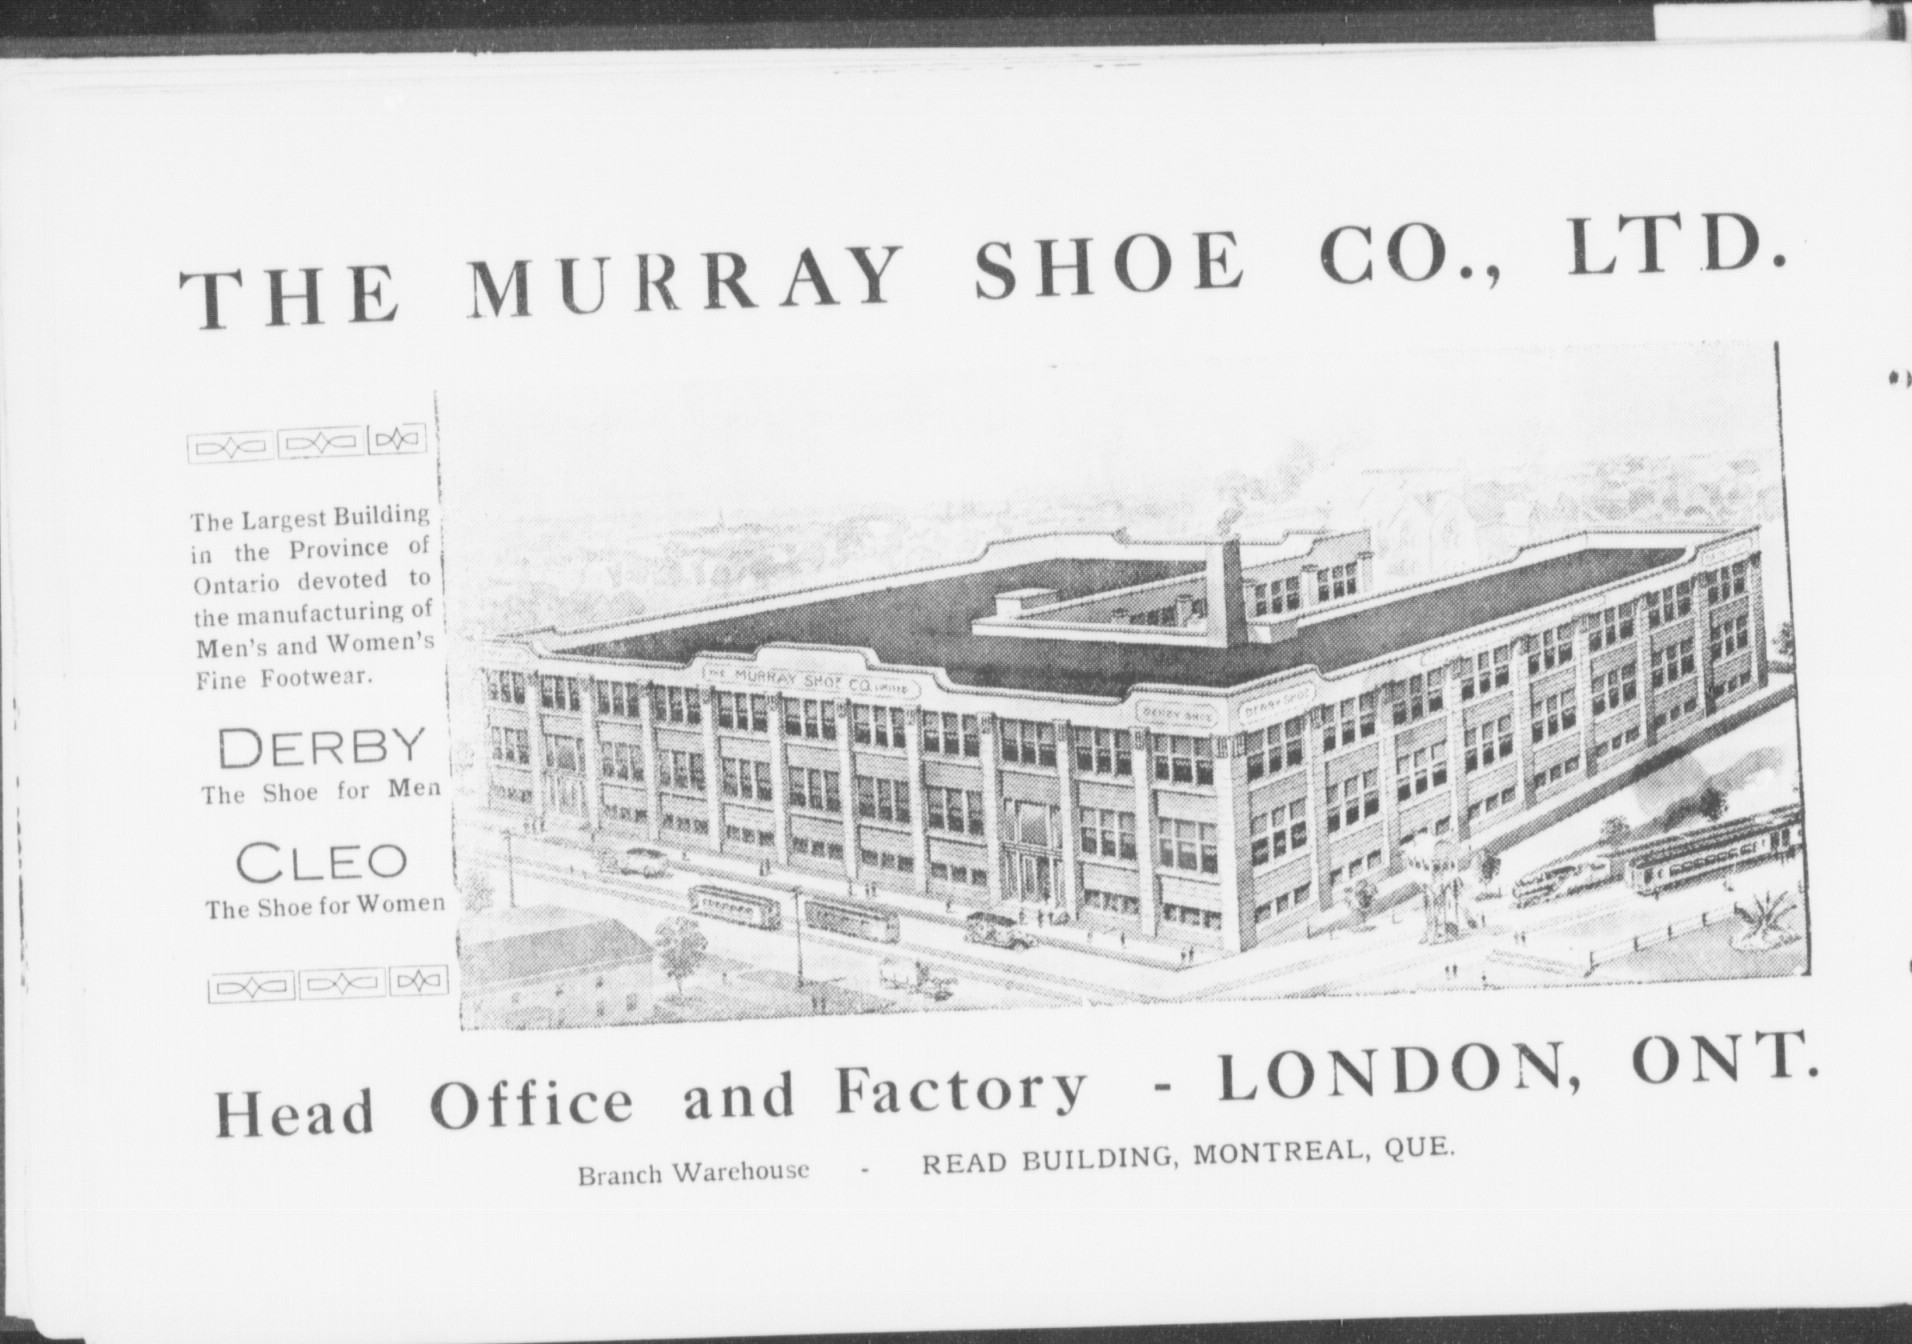 THE MURRAY SHOE CO., LTD.
The Largest Building
in the Province of
Ontario devoted to
the manufacturing of
Men's and Women's
Fine Footwear.
DERBY
The Shoe for Men
CLEO
The Shoe for Women
THE MURRAY SHOE CO. LIMITED
DERBY SHOE
DERBY SHOE
Head Office and Factory - LONDON, ONT.
Branch Warehouse - READ BUILDING, MONTREAL, QUE.